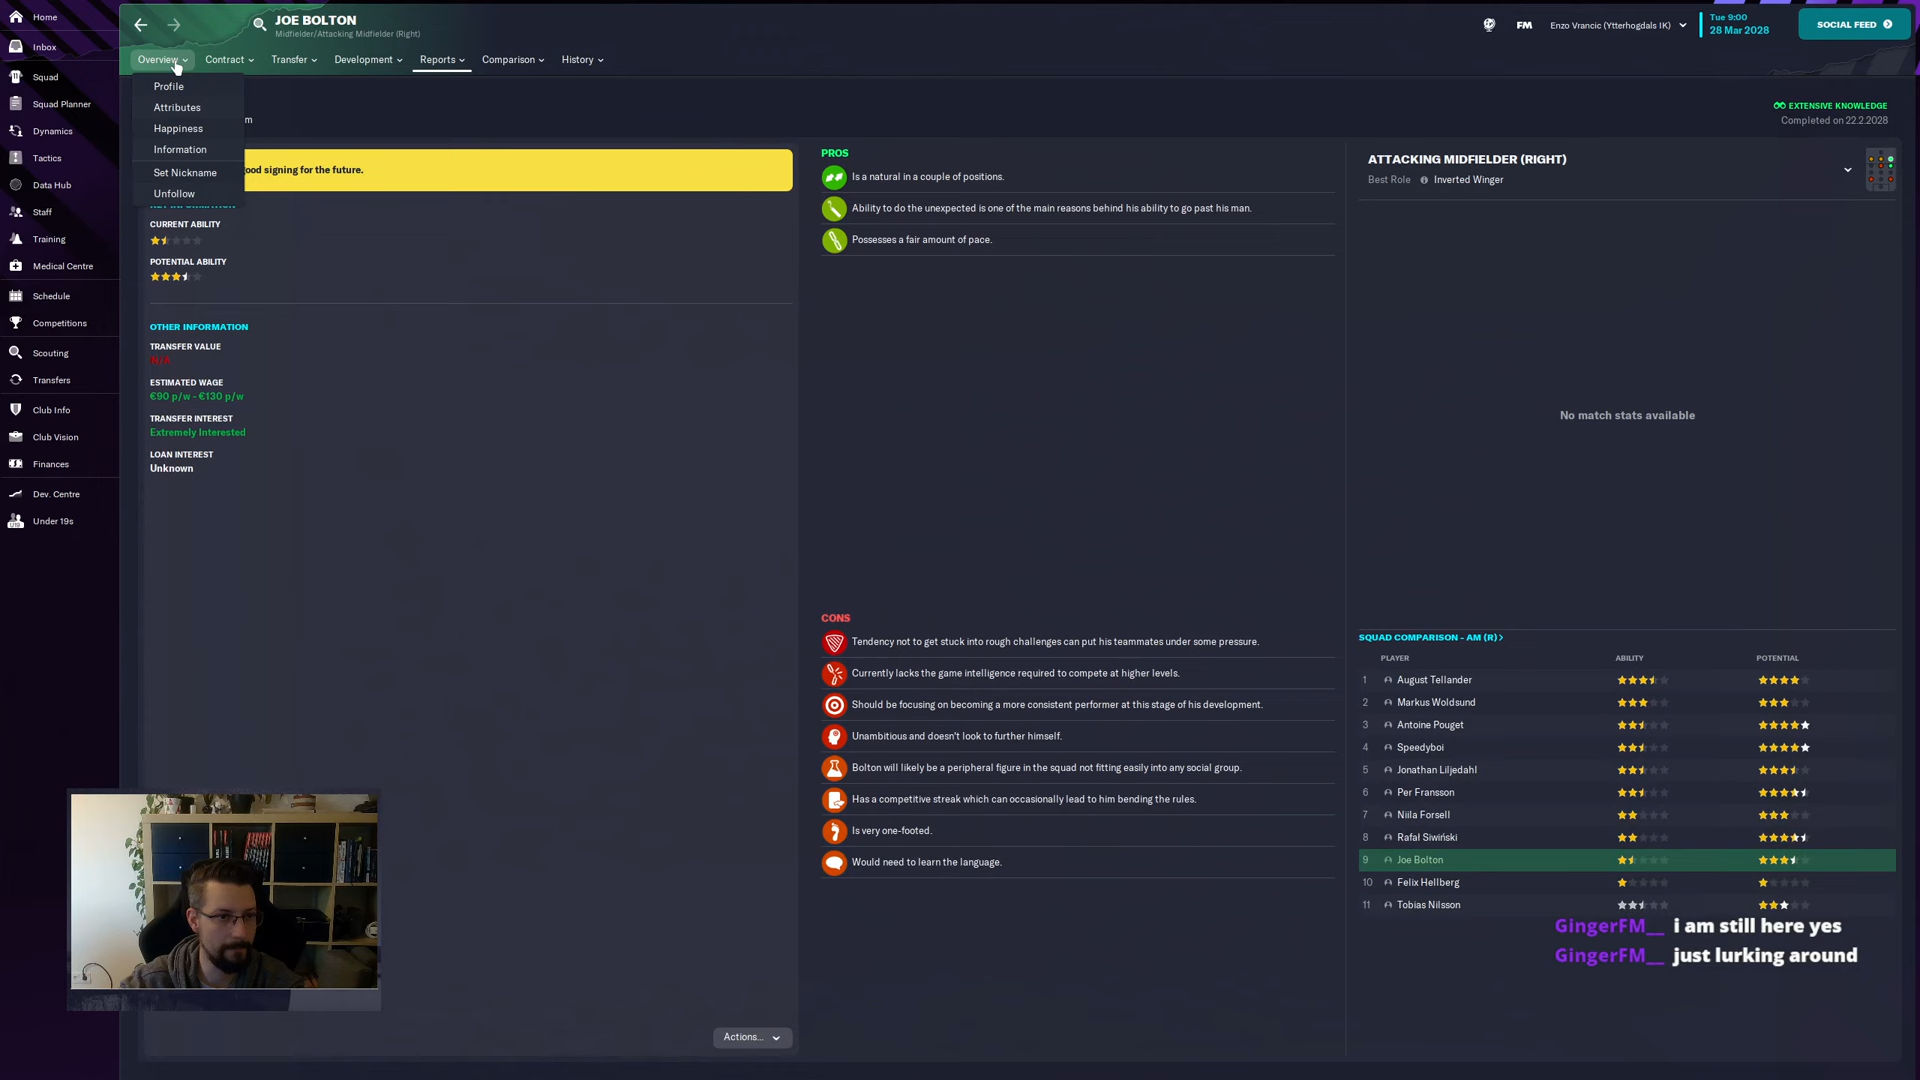 Home
Inbox
Squad
Squad Planner
Dynamics
Tactics
Data Hub
Staff
Training
Medical Centre
Schedule
Competitions
Scouting
Transfers
Club Info
Club Vision
Finances
Dev. Centre
Under 19s
JOE BOLTON
Midfielder/Attacking Midfielder (Right)
FM
Enzo Vrancic (Ytterhogdals IK)
Tue 9:00
28 Mar 2028
SOCIAL FEED
Overview
Contract
Transfer
Development
Reports
Comparison
History
Profile
Attributes
Happiness
Information
Set Nickname
Unfollow
m
EXTENSIVE KNOWLEDGE
Completed on 22.2.2028
ood signing for the future.
KEY INFORMATION
CURRENT ABILITY
POTENTIAL ABILITY
OTHER INFORMATION
TRANSFER VALUE
N/A
ESTIMATED WAGE
€90 p/w - €130 p/w
TRANSFER INTEREST
Extremely Interested
LOAN INTEREST
Unknown
Actions...
PROS
Is a natural in a couple of positions.
Ability to do the unexpected is one of the main reasons behind his ability to go past his man.
Possesses a fair amount of pace.
CONS
Tendency not to get stuck into rough challenges can put his teammates under some pressure.
Currently lacks the game intelligence required to compete at higher levels.
Should be focusing on becoming a more consistent performer at this stage of his development.
Unambitious and doesn't look to further himself.
Bolton will likely be a peripheral figure in the squad not fitting easily into any social group.
Has a competitive streak which can occasionally lead to him bending the rules.
Is very one-footed.
Would need to learn the language.
ATTACKING MIDFIELDER (RIGHT)
Best Role Inverted Winger
No match stats available
SQUAD COMPARISON - AM (R)>
PLAYER ABILITY POTENTIAL
1 August Tellander
2 Markus Woldsund
3 Antoine Pouget
4 Speedyboi
5 Jonathan Liljedahl
6 Per Fransson
7 Niila Forsell
8 Rafał Siwiński
9 Joe Bolton
10 Felix Hellberg
11 Tobias Nilsson
GingerFM__ i am still here yes
GingerFM__ just lurking around